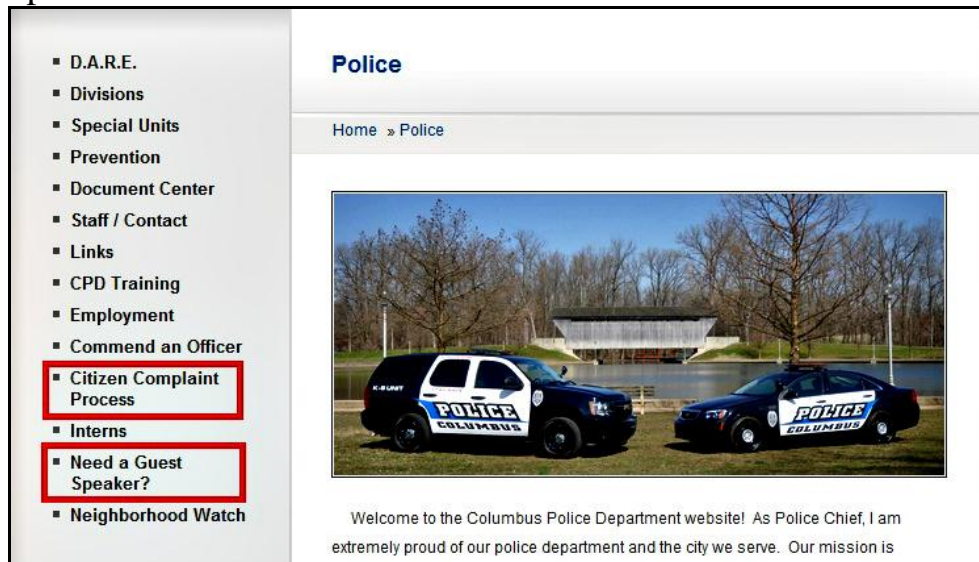 D.A.R.E.
Divisions
Special Units
Prevention
Document Center
Staff / Contact
Links
CPD Training
Employment
Commend an Officer
Citizen Complaint
Process
Interns
Need a Guest
Speaker?
Neighborhood Watch
Police
Home » Police
K-9 UNIT
POLICE
COLUMBUS
POLICE
COLUMBUS
Welcome to the Columbus Police Department website! As Police Chief, I am
extremely proud of our police department and the city we serve. Our mission is